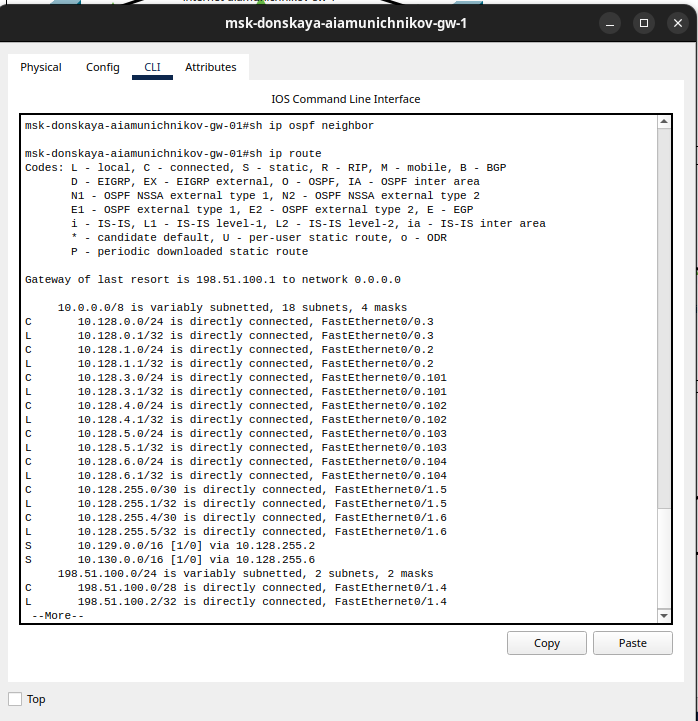 msk-donskaya-aiamunichnikov-gw-1
Physical Config CLI Attributes
IOS Command Line Interface
msk-donskaya-aiamunichnikov-gw-01#sh ip ospf neighbor
msk-donskaya-aiamunichnikov-gw-01#sh ip route
Codes: L - local, C - connected, S - static, R - RIP, M - mobile, B - BGP
D - EIGRP, EX - EIGRP external, O - OSPF, IA - OSPF inter area
N1 - OSPF NSSA external type 1, N2 - OSPF NSSA external type 2
E1 - OSPF external type 1, E2 - OSPF external type 2, E - EGP
i - IS-IS, L1 - IS-IS level-1, L2 - IS-IS level-2, ia - IS-IS inter area
* - candidate default, U - per-user static route, o - ODR
P - periodic downloaded static route
Gateway of last resort is 198.51.100.1 to network 0.0.0.0
10.0.0.0/8 is variably subnetted, 18 subnets, 4 masks
C 10.128.0.0/24 is directly connected, FastEthernet0/0.3
L 10.128.0.1/32 is directly connected, FastEthernet0/0.3
C 10.128.1.0/24 is directly connected, FastEthernet0/0.2
L 10.128.1.1/32 is directly connected, FastEthernet0/0.2
C 10.128.3.0/24 is directly connected, FastEthernet0/0.101
L 10.128.3.1/32 is directly connected, FastEthernet0/0.101
C 10.128.4.0/24 is directly connected, FastEthernet0/0.102
L 10.128.4.1/32 is directly connected, FastEthernet0/0.102
C 10.128.5.0/24 is directly connected, FastEthernet0/0.103
L 10.128.5.1/32 is directly connected, FastEthernet0/0.103
C 10.128.6.0/24 is directly connected, FastEthernet0/0.104
L 10.128.6.1/32 is directly connected, FastEthernet0/0.104
C 10.128.255.0/30 is directly connected, FastEthernet0/1.5
L 10.128.255.1/32 is directly connected, FastEthernet0/1.5
C 10.128.255.4/30 is directly connected, FastEthernet0/1.6
L 10.128.255.5/32 is directly connected, FastEthernet0/1.6
S 10.129.0.0/16 [1/0] via 10.128.255.2
S 10.130.0.0/16 [1/0] via 10.128.255.6
198.51.100.0/24 is variably subnetted, 2 subnets, 2 masks
C 198.51.100.0/28 is directly connected, FastEthernet0/1.4
L 198.51.100.2/32 is directly connected, FastEthernet0/1.4
--More--
Copy Paste
Top